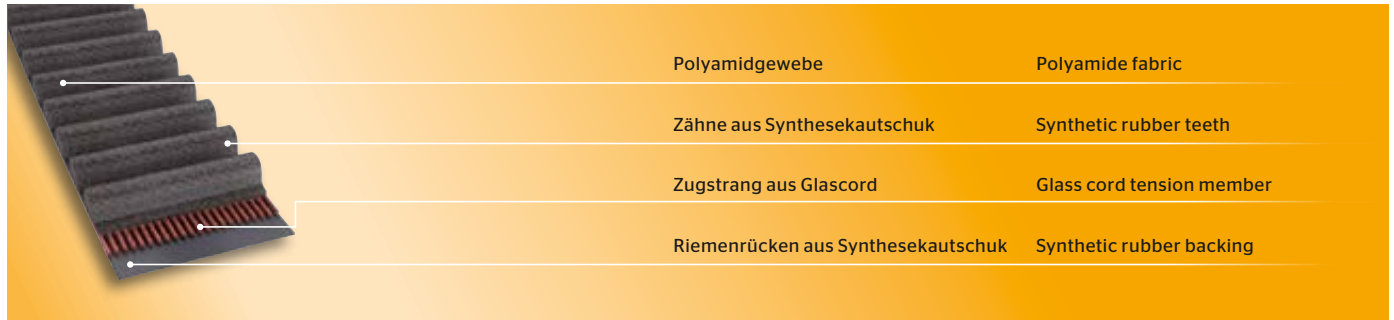 Polyamidgewebe Polyamide fabric
Zähne aus Synthesekautschuk Synthetic rubber teeth
Zugstrang aus Glascord Glass cord tension member
Riemenrücken aus Synthesekautschuk Synthetic rubber backing